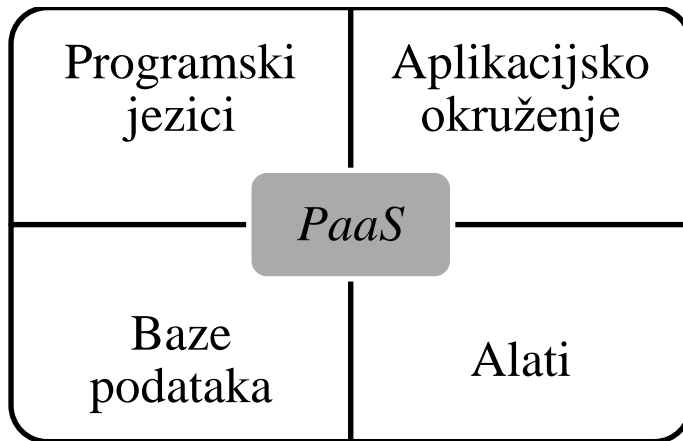 Programski
jezici
Aplikacijsko
okruženje
PaaS
Baze
podataka
Alati